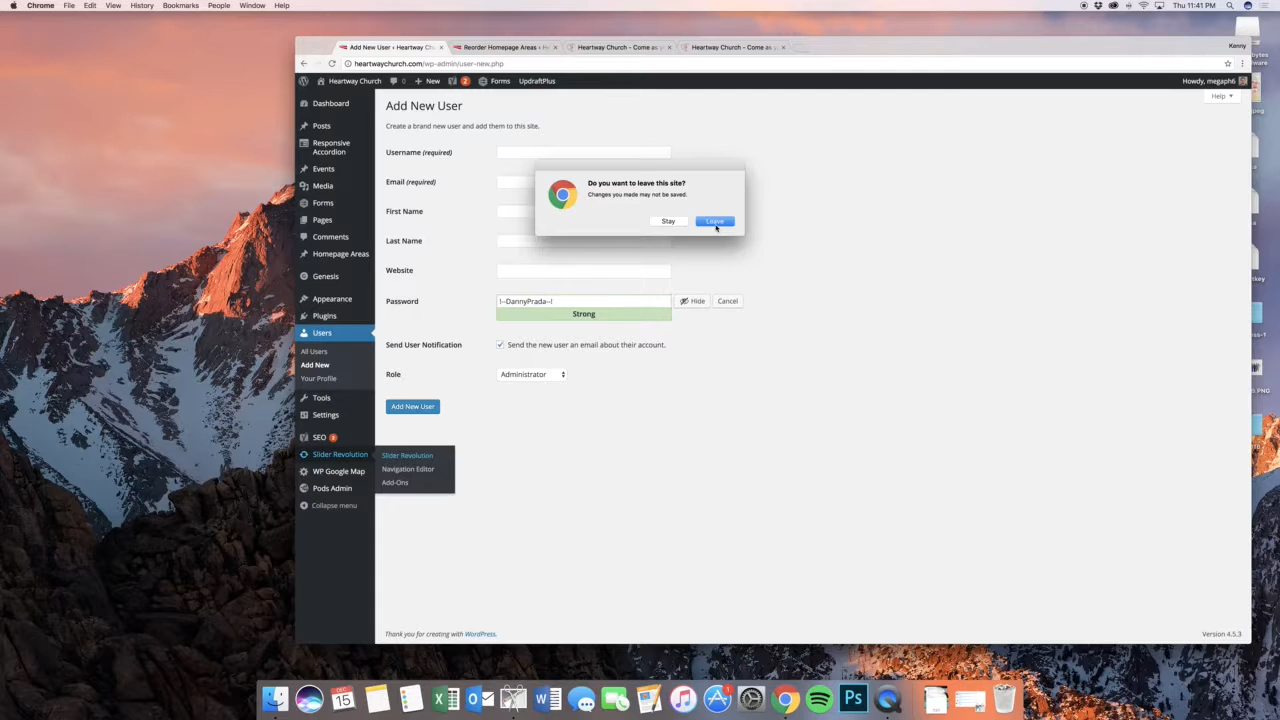 Chrome File Edit View History Bookmarks People Window Help
Thu 11:41 PM
Add New User ‹ Heartway Ch
Reorder Homepage Areas ‹ H
Heartway Church - Come as y
Heartway Church - Come as y
Kenny
heartwaychurch.com/wp-admin/user-new.php
Heartway Church 0 New 2 Forms UpdraftPlus
Howdy, megaph6
Help
Dashboard
Posts
Responsive
Accordion
Events
Media
Forms
Pages
Comments
Homepage Areas
Genesis
Appearance
Plugins
Users
All Users
Add New
Your Profile
Tools
Settings
SEO 3
Slider Revolution
WP Google Map
Pods Admin
Collapse menu
Slider Revolution
Navigation Editor
Add-Ons
Add New User
Create a brand new user and add them to this site.
Username (required)
Email (required)
First Name
Last Name
Website
Password
!--DannyPrada--!
Hide
Cancel
Strong
Send User Notification
Send the new user an email about their account.
Role
Administrator
Add New User
Do you want to leave this site?
Changes you made may not be saved.
Stay
Leave
Thank you for creating with WordPress.
Version 4.5.3
DEC
15
Ps